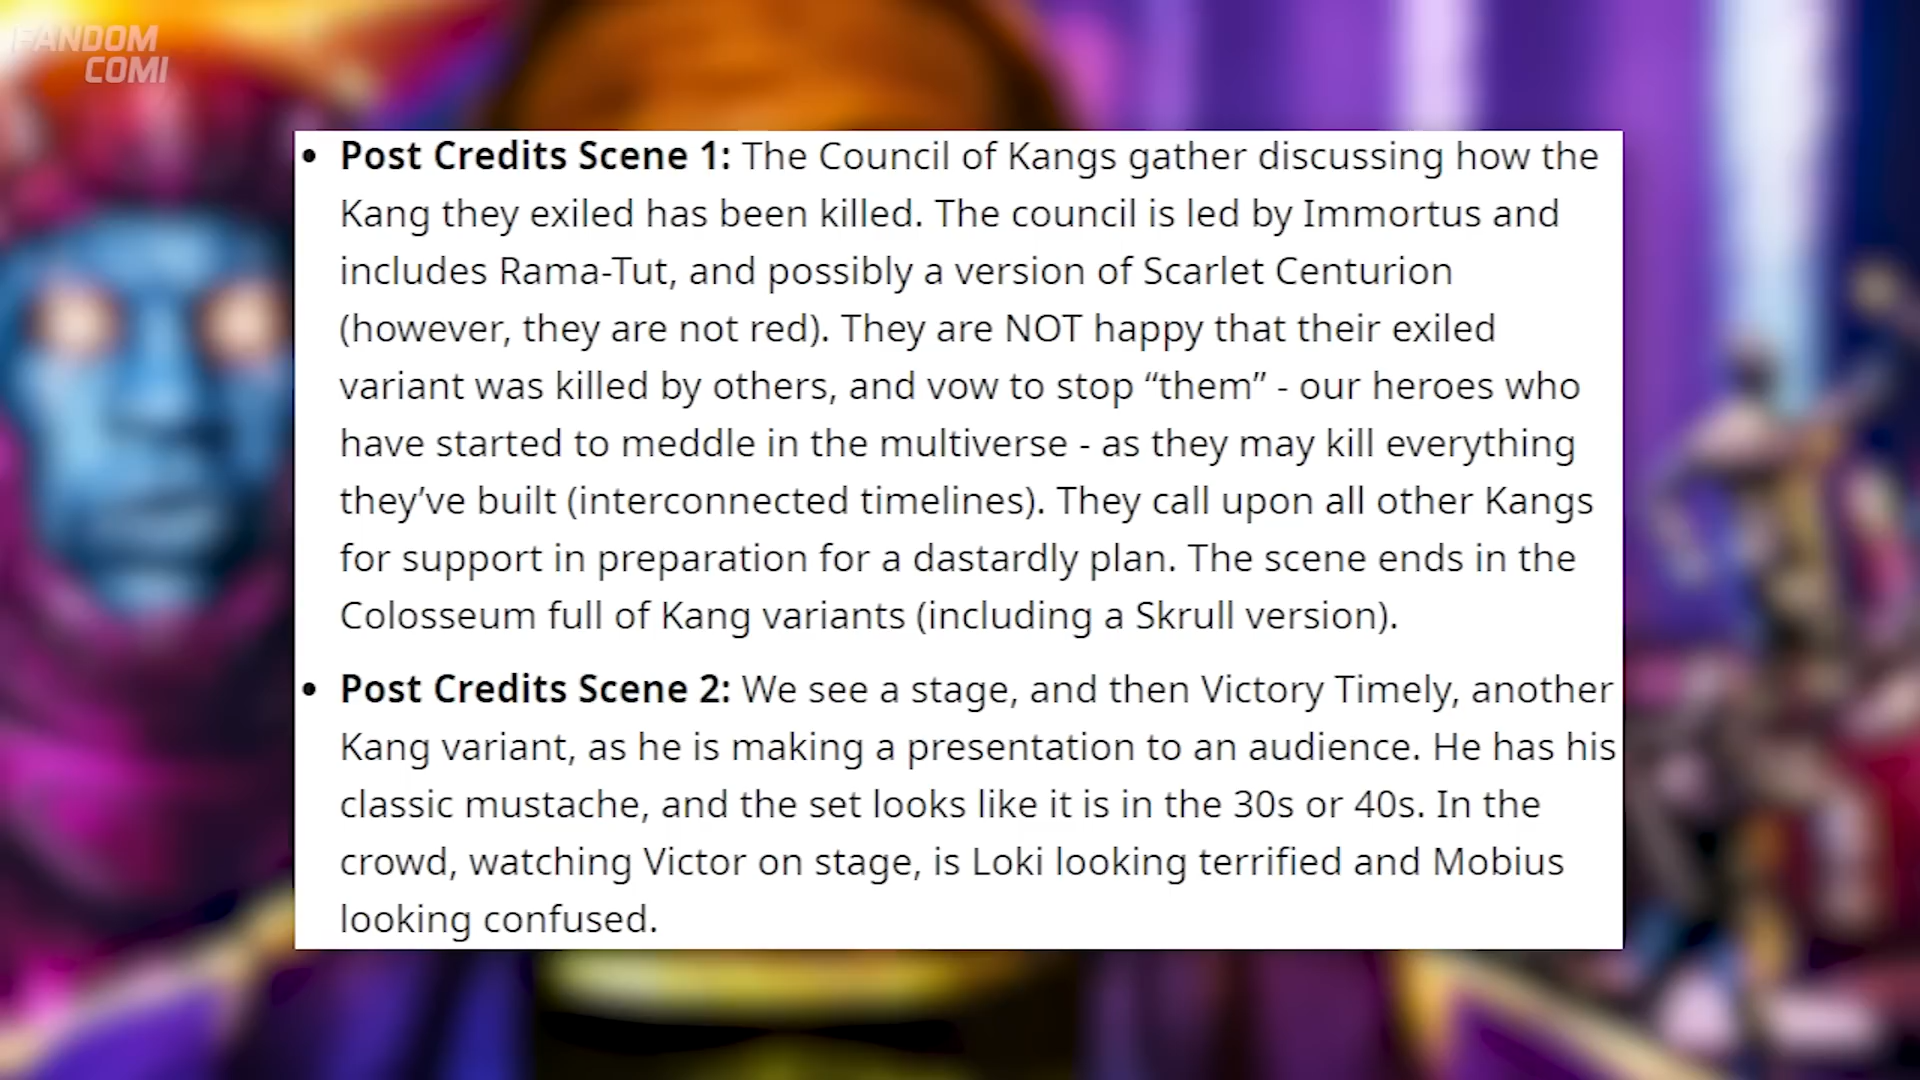 FANDOM
COMI
• Post Credits Scene 1: The Council of Kangs gather discussing how the
Kang they exiled has been killed. The council is led by Immortus and
includes Rama-Tut, and possibly a version of Scarlet Centurion
(however, they are not red). They are NOT happy that their exiled
variant was killed by others, and vow to stop “them” - our heroes who
have started to meddle in the multiverse - as they may kill everything
they’ve built (interconnected timelines). They call upon all other Kangs
for support in preparation for a dastardly plan. The scene ends in the
Colosseum full of Kang variants (including a Skrull version).
• Post Credits Scene 2: We see a stage, and then Victory Timely, another
Kang variant, as he is making a presentation to an audience. He has his
classic mustache, and the set looks like it is in the 30s or 40s. In the
crowd, watching Victor on stage, is Loki looking terrified and Mobius
looking confused.